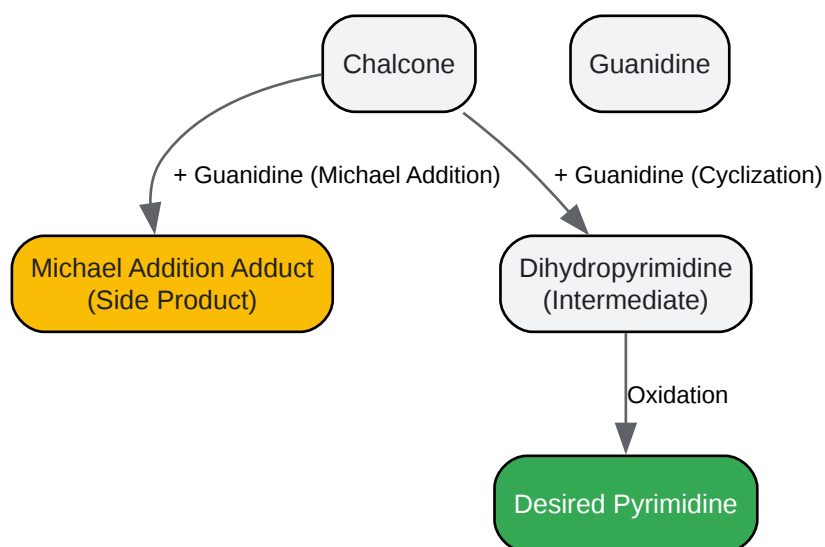 Chalcone
Guanidine
+ Guanidine (Michael Addition)
+ Guanidine (Cyclization)
Michael Addition Adduct
(Side Product)
Dihydropyrimidine
(Intermediate)
Oxidation
Desired Pyrimidine